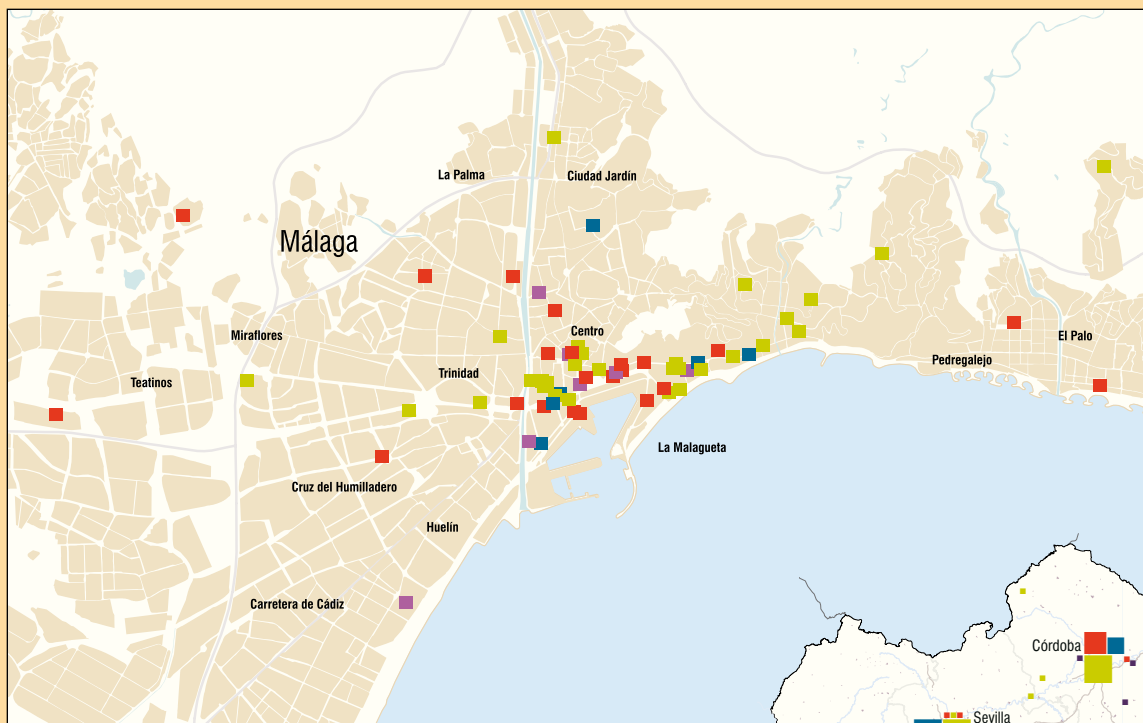 La Palma
Ciudad Jardín
Málaga
Miraflores
Centro
El Palo
Pedregalejo
Teatinos
Trinidad
La Malagueta
Cruz del Humilladero
Huelín
Carretera de Cádiz
Córdoba
Sevilla